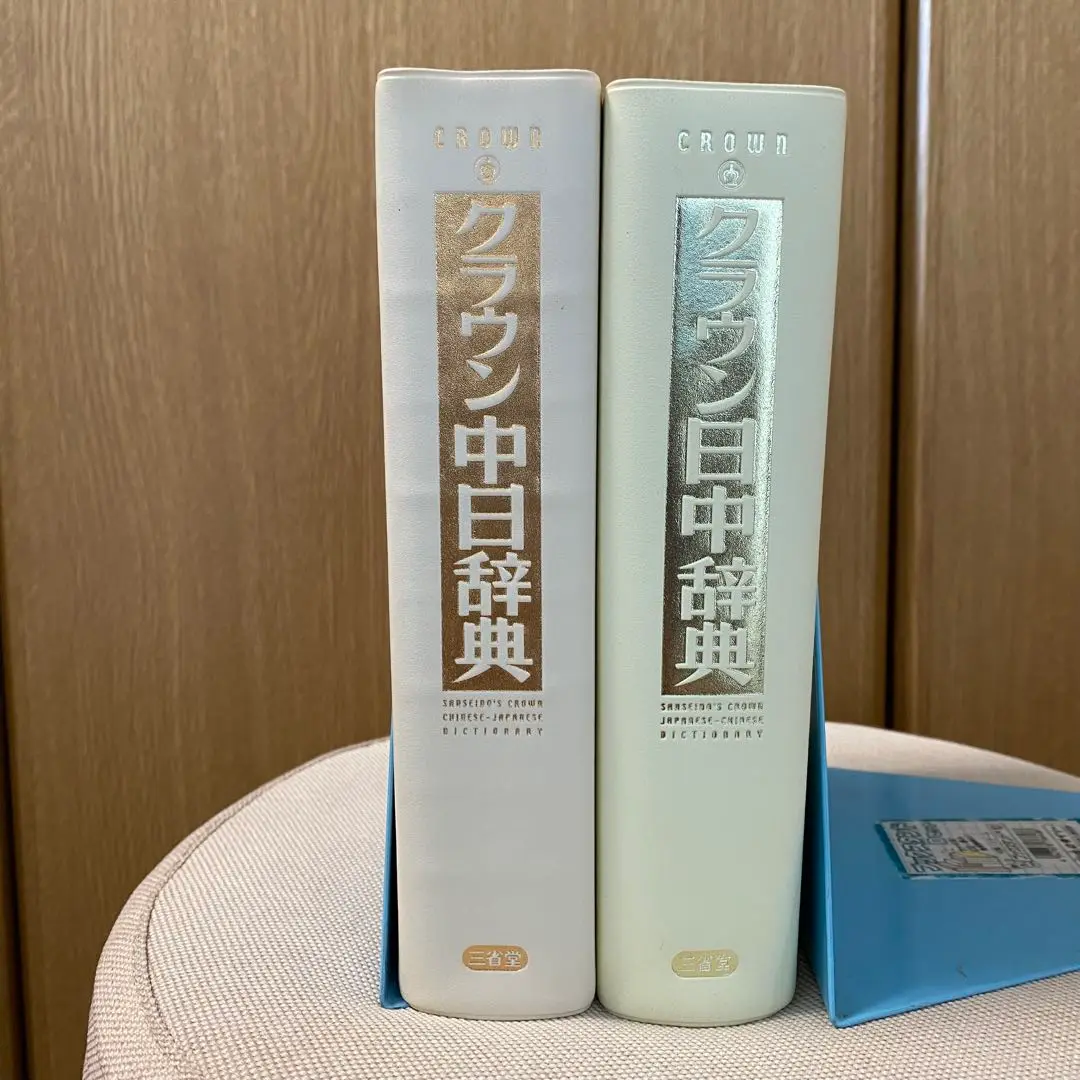 CROWN
クラウン中日辞典
SANSEIDO'S CROWN
CHINESE-JAPANESE
DICTIONARY
三省堂
CROWN
クラウン日中辞典
SANSEIDO'S CROWN
JAPANESE-CHINESE
DICTIONARY
三省堂